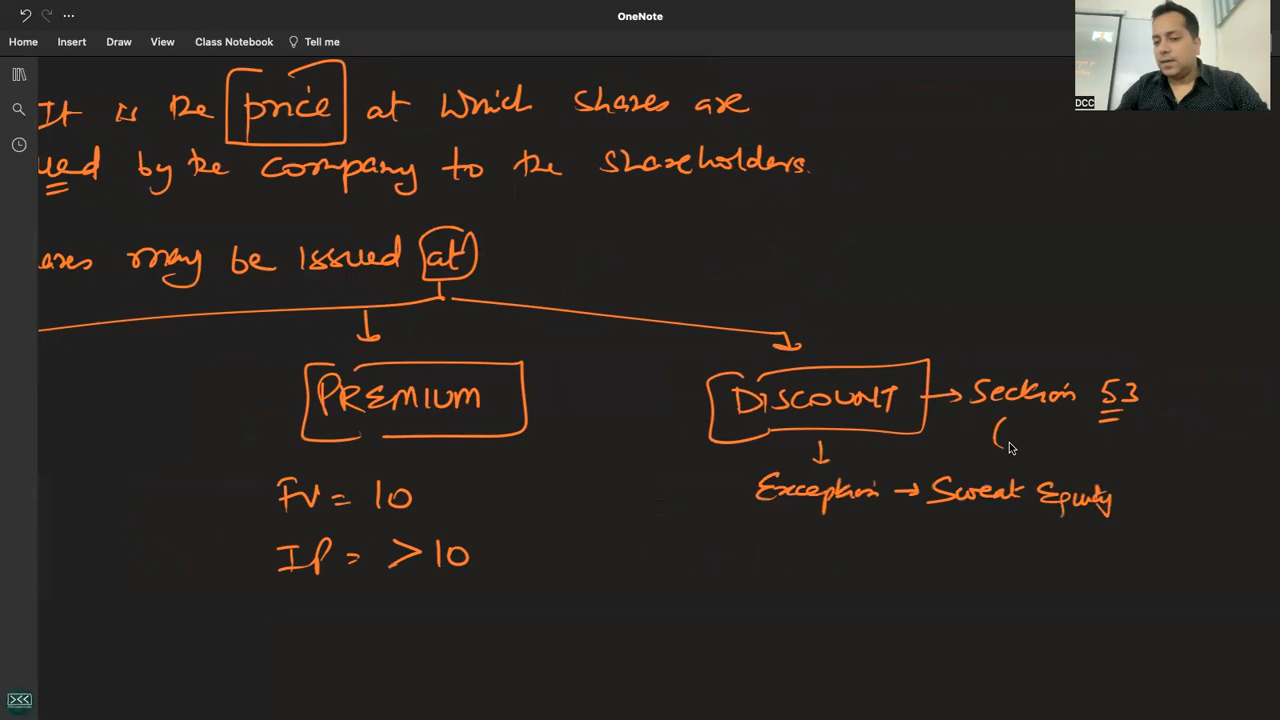 OneNote
Home Insert Draw View Class Notebook Tell me
It is the price at which shares are
ued by the company to the shareholders.
ares may be issued at
PREMIUM
DISCOUNT → Section 53
(
Exception → Sweat Equity
FV = 10
IP = >10
DCC